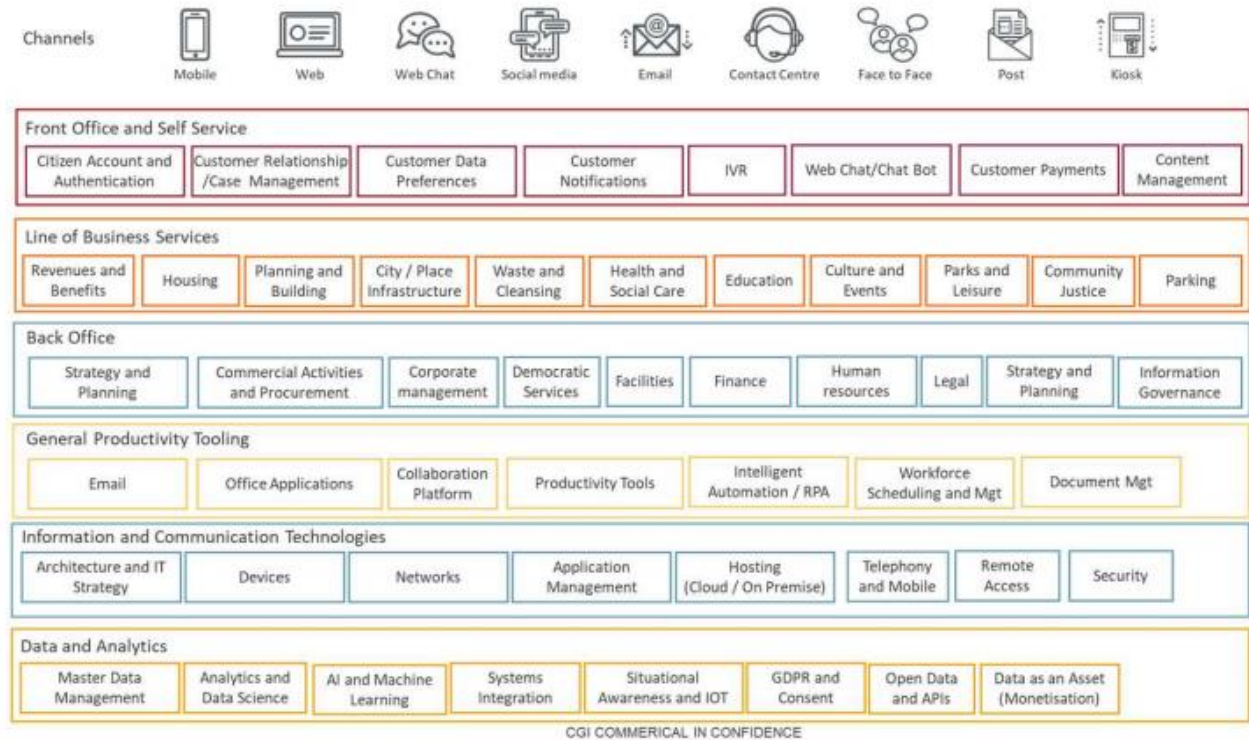 Channels
Mobile
Web
Web Chat
Social media
Email
Contact Centre
Face to Face
Post
Kiosk
Front Office and Self Service
Citizen Account and
Authentication
Customer Relationship
/Case Management
Customer Data
Preferences
Customer
Notifications
IVR
Web Chat/Chat Bot
Customer Payments
Content
Management
Line of Business Services
Revenues and
Benefits
Housing
Planning and
Building
City / Place
Infrastructure
Waste and
Cleansing
Health and
Social Care
Education
Culture and
Events
Parks and
Leisure
Community
Justice
Parking
Back Office
Strategy and
Planning
Commercial Activities
and Procurement
Corporate
management
Democratic
Services
Facilities
Finance
Human
resources
Legal
Strategy and
Planning
Information
Governance
General Productivity Tooling
Email
Office Applications
Collaboration
Platform
Productivity Tools
Intelligent
Automation / RPA
Workforce
Scheduling and Mgt
Document Mgt
Information and Communication Technologies
Architecture and IT
Strategy
Devices
Networks
Application
Management
Hosting
(Cloud / On Premise)
Telephony
and Mobile
Remote
Access
Security
Data and Analytics
Master Data
Management
Analytics and
Data Science
AI and Machine
Learning
Systems
Integration
Situational
Awareness and IOT
GDPR and
Consent
Open Data
and APIs
Data as an Asset
(Monetisation)
CGI COMMERICAL IN CONFIDENCE